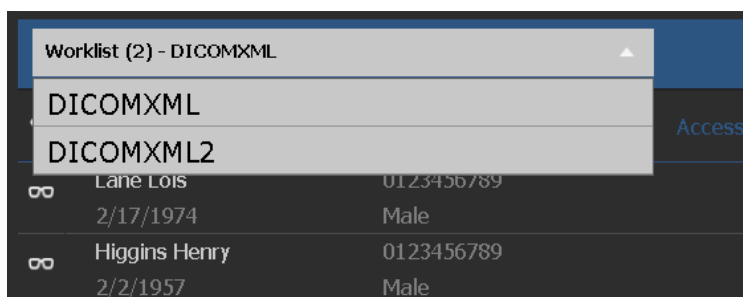 Worklist (2) - DICOMXML
DICOMXML
DICOMXML2
Access
Lane Lois 0123456789
2/17/1974 Male
Higgins Henry 0123456789
2/2/1957 Male